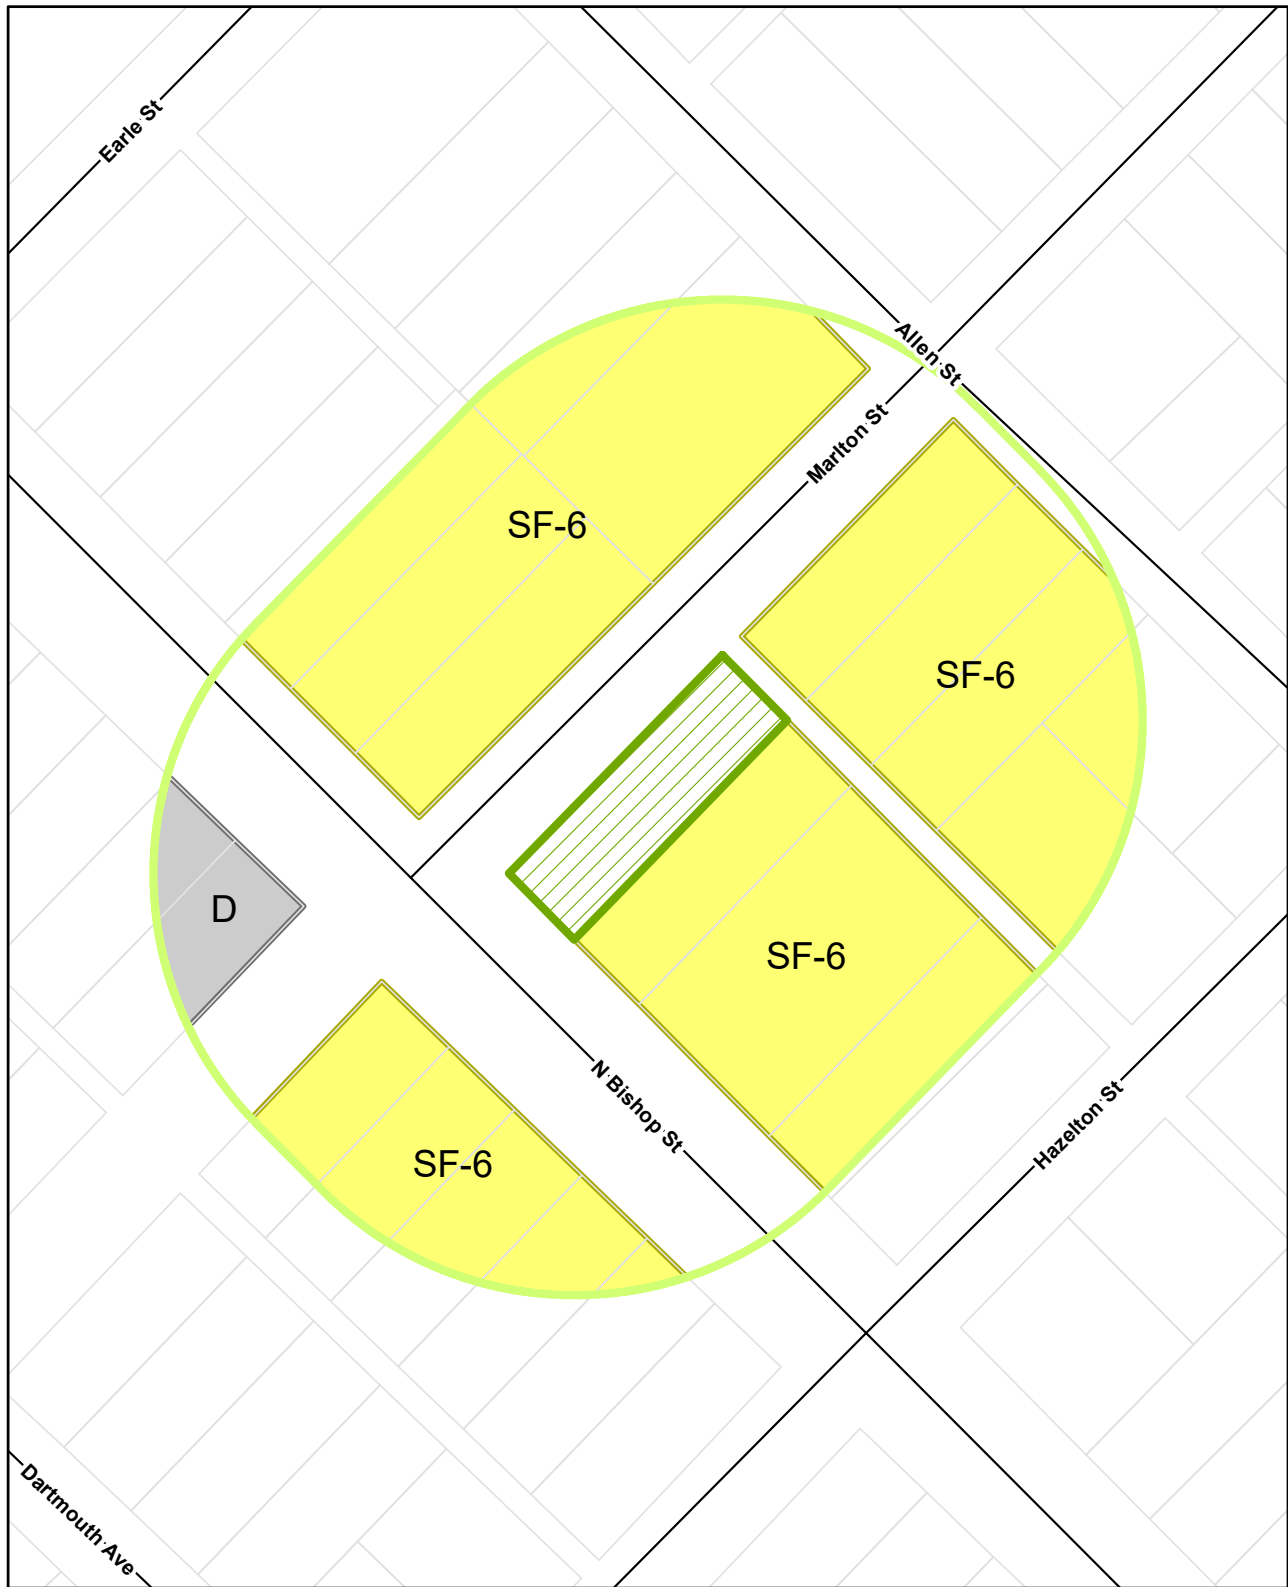 Earle St
Allen St
Marlton St
SF-6
SF-6
D
SF-6
N Bishop St
Hazelton St
SF-6
Dartmouth Ave